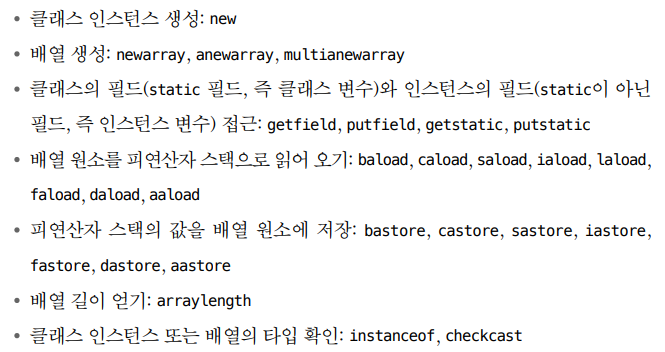 • 클래스 인스턴스 생성: new
• 배열 생성: newarray, anewarray, multianewarray
• 클래스의 필드(static 필드, 즉 클래스 변수)와 인스턴스의 필드(static이 아닌
필드, 즉 인스턴스 변수) 접근: getfield, putfield, getstatic, putstatic
• 배열 원소를 피연산자 스택으로 읽어 오기: baload, caload, saload, iaload, laload,
faload, daload, aaload
• 피연산자 스택의 값을 배열 원소에 저장: bastore, castore, sastore, iastore,
fastore, dastore, aastore
• 배열 길이 얻기: arraylength
• 클래스 인스턴스 또는 배열의 타입 확인: instanceof, checkcast